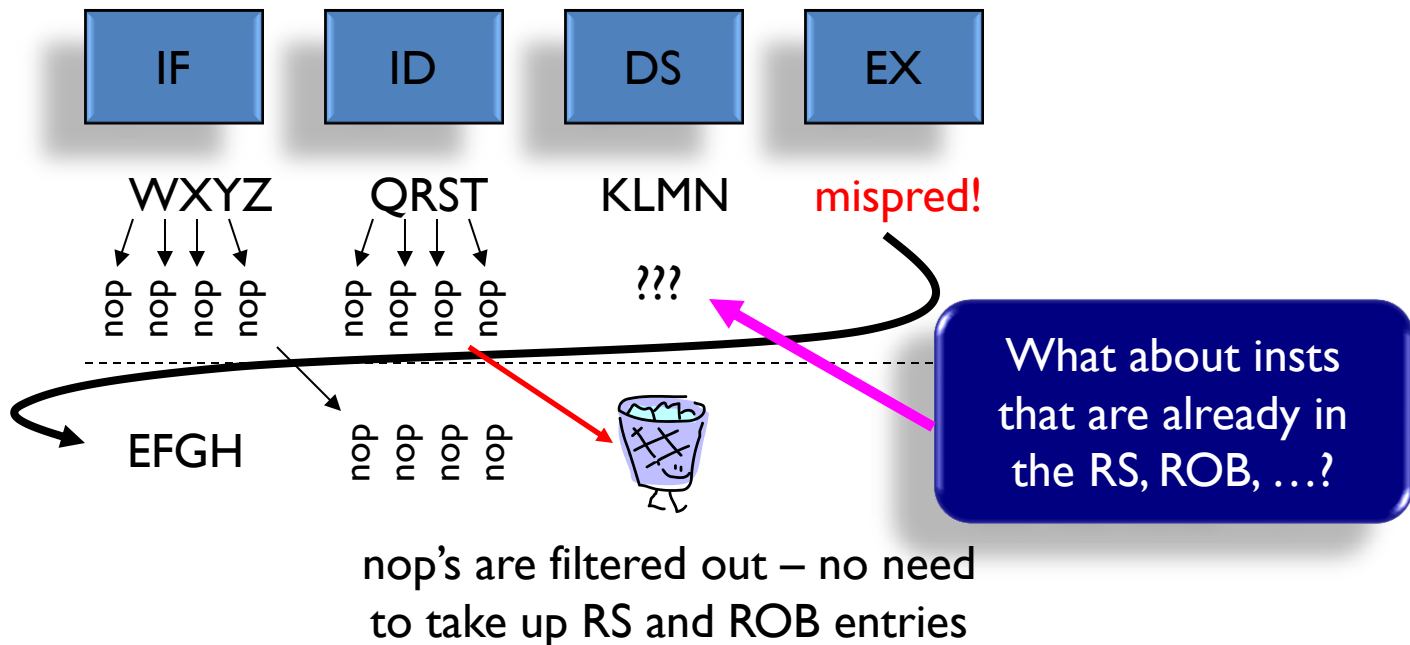 IF ID DS EX
WXYZ QRST KLMN mispred!
nop nop nop nop nop nop nop nop ???
What about insts
that are already in
the RS, ROB, …?
EFGH nop nop nop nop
nop's are filtered out – no need
to take up RS and ROB entries